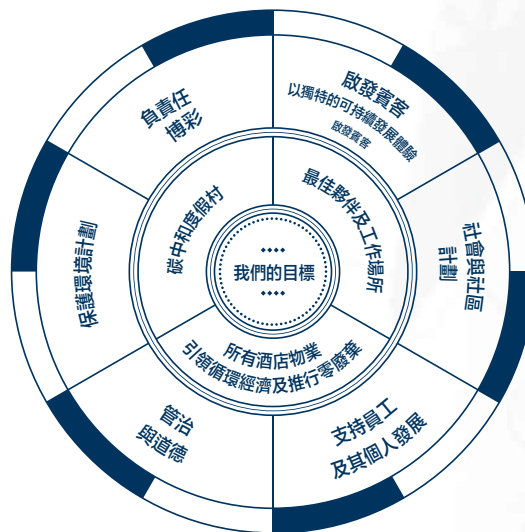 我們的目標
碳中和度假村
最佳夥伴及工作場所
所有酒店物業
引領循環經濟及推行零廢棄
負責任
博彩
啟發賓客
以獨特的可持續發展體驗
啟發賓客
社會與社區
計劃
支持員工
及其個人發展
管治
與道德
保護環境計劃